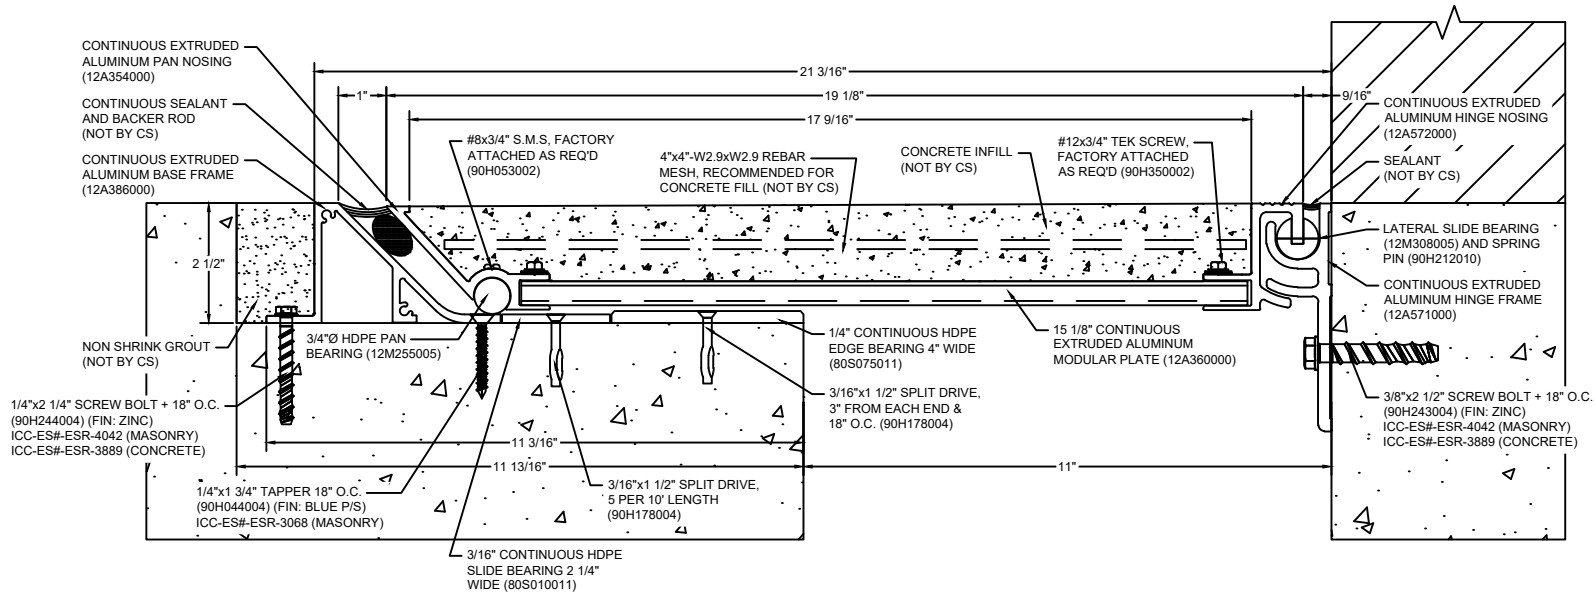 CONTINUOUS EXTRUDED
ALUMINUM PAN NOSING
(12A354000)
CONTINUOUS SEALANT
AND BACKER ROD
(NOT BY CS)
CONTINUOUS EXTRUDED
ALUMINUM BASE FRAME
(12A386000)
21 3/16"
1"
19 1/8"
9/16"
17 9/16"
#8x3/4" S.M.S, FACTORY
ATTACHED AS REQ'D
(90H053002)
4"x4"-W2.9xW2.9 REBAR
MESH, RECOMMENDED FOR
CONCRETE FILL (NOT BY CS)
CONCRETE INFILL
(NOT BY CS)
#12x3/4" TEK SCREW,
FACTORY ATTACHED
AS REQ'D (90H350002)
CONTINUOUS EXTRUDED
ALUMINUM HINGE NOSING
(12A572000)
SEALANT
(NOT BY CS)
LATERAL SLIDE BEARING
(12M308005) AND SPRING
PIN (90H212010)
CONTINUOUS EXTRUDED
ALUMINUM HINGE FRAME
(12A571000)
2 1/2"
NON SHRINK GROUT
(NOT BY CS)
3/4"Ø HDPE PAN
BEARING (12M255005)
1/4" CONTINUOUS HDPE
EDGE BEARING 4" WIDE
(80S075011)
15 1/8" CONTINUOUS
EXTRUDED ALUMINUM
MODULAR PLATE (12A360000)
1/4"x2 1/4" SCREW BOLT + 18" O.C.
(90H244004) (FIN: ZINC)
ICC-ES#-ESR-4042 (MASONRY)
ICC-ES#-ESR-3889 (CONCRETE)
3/16"x1 1/2" SPLIT DRIVE,
3" FROM EACH END &
18" O.C. (90H178004)
3/8"x2 1/2" SCREW BOLT + 18" O.C.
(90H243004) (FIN: ZINC)
ICC-ES#-ESR-4042 (MASONRY)
ICC-ES#-ESR-3889 (CONCRETE)
11 3/16"
11 13/16"
11"
1/4"x1 3/4" TAPPER 18" O.C.
(90H044004) (FIN: BLUE P/S)
ICC-ES#-ESR-3068 (MASONRY)
3/16"x1 1/2" SPLIT DRIVE,
5 PER 10' LENGTH
(90H178004)
3/16" CONTINUOUS HDPE
SLIDE BEARING 2 1/4"
WIDE (80S010011)